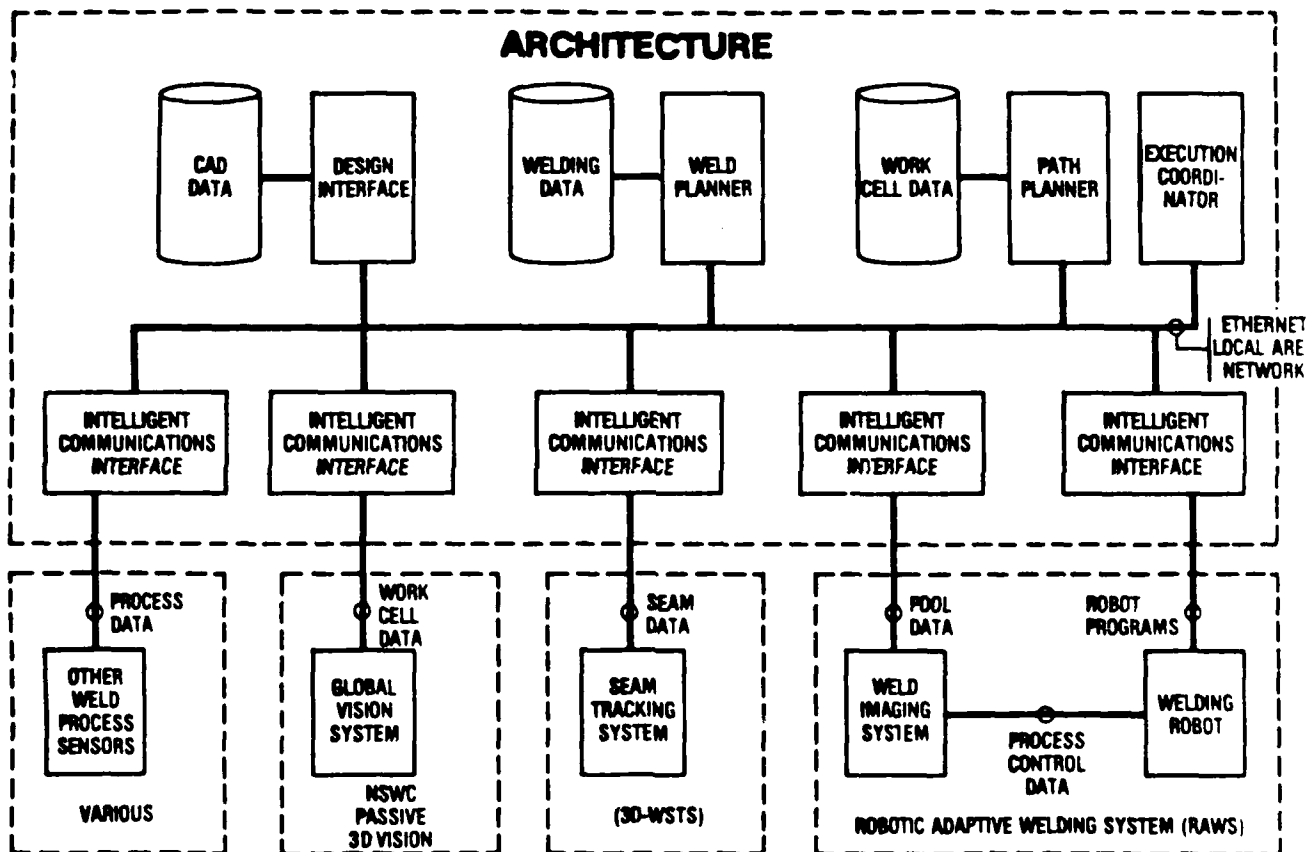 ARCHITECTURE
CAD
DATA
DESIGN
INTERFACE
WELDING
DATA
WELD
PLANNER
WORK
CELL DATA
PATH
PLANNER
EXECUTION
COORDI-
NATOR
ETHERNET
LOCAL ARE
NETWORK
INTELLIGENT
COMMUNICATIONS
INTERFACE
INTELLIGENT
COMMUNICATIONS
INTERFACE
INTELLIGENT
COMMUNICATIONS
INTERFACE
INTELLIGENT
COMMUNICATIONS
INTERFACE
INTELLIGENT
COMMUNICATIONS
INTERFACE
PROCESS
DATA
WORK
CELL
DATA
SEAM
DATA
POOL
DATA
ROBOT
PROGRAMS
OTHER
WELD
PROCESS
SENSORS
GLOBAL
VISION
SYSTEM
SEAM
TRACKING
SYSTEM
WELD
IMAGING
SYSTEM
WELDING
ROBOT
PROCESS
CONTROL
DATA
VARIOUS
NSWC
PASSIVE
3D VISION
(3D-WSTS)
ROBOTIC ADAPTIVE WELDING SYSTEM (RAWS)